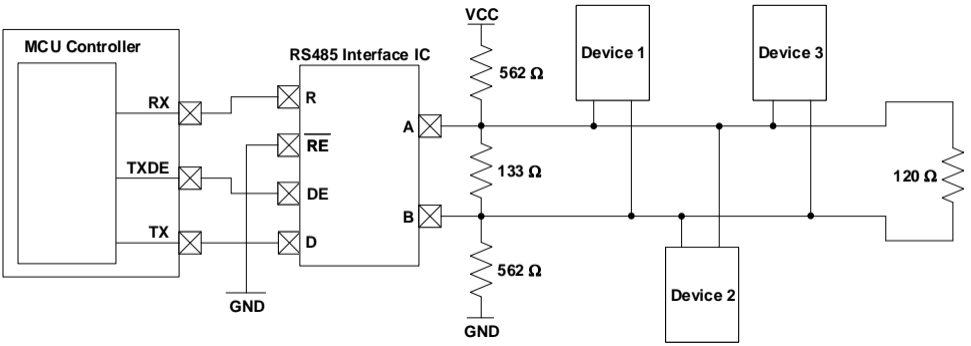 VCC
MCU Controller
RS485 Interface IC
562 Ω
Device 1
Device 3
RX
R
A
RE
133 Ω
120 Ω
TXDE
DE
B
TX
D
562 Ω
Device 2
GND
GND